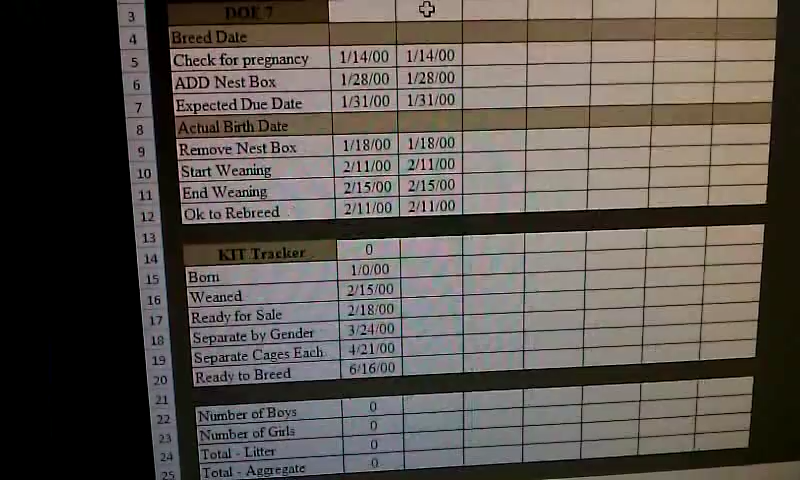 3 DOE 7
4 Breed Date
5 Check for pregnancy 1/14/00 1/14/00
6 ADD Nest Box 1/28/00 1/28/00
7 Expected Due Date 1/31/00 1/31/00
8 Actual Birth Date
9 Remove Nest Box 1/18/00 1/18/00
10 Start Weaning 2/11/00 2/11/00
11 End Weaning 2/15/00 2/15/00
12 Ok to Rebreed 2/11/00 2/11/00
13
14 KIT Tracker 0
15 Born 1/0/00
16 Weaned 2/15/00
17 Ready for Sale 2/18/00
18 Separate by Gender 3/24/00
19 Separate Cages Each 4/21/00
20 Ready to Breed 6/16/00
21
22 Number of Boys 0
23 Number of Girls 0
24 Total - Litter 0
25 Total - Aggregate 0